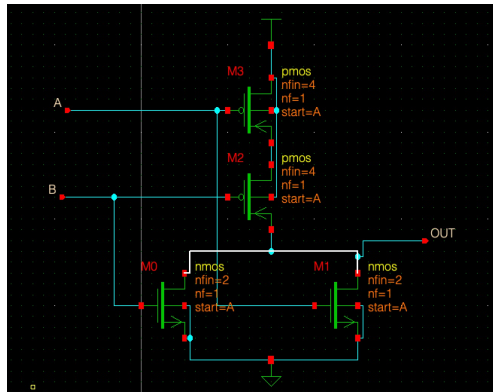 M3
pmos
nfin=4
nf=1
start=A
A
M2
pmos
nfin=4
nf=1
start=A
B
OUT
M0
nmos
nfin=2
nf=1
start=A
M1
nmos
nfin=2
nf=1
start=A